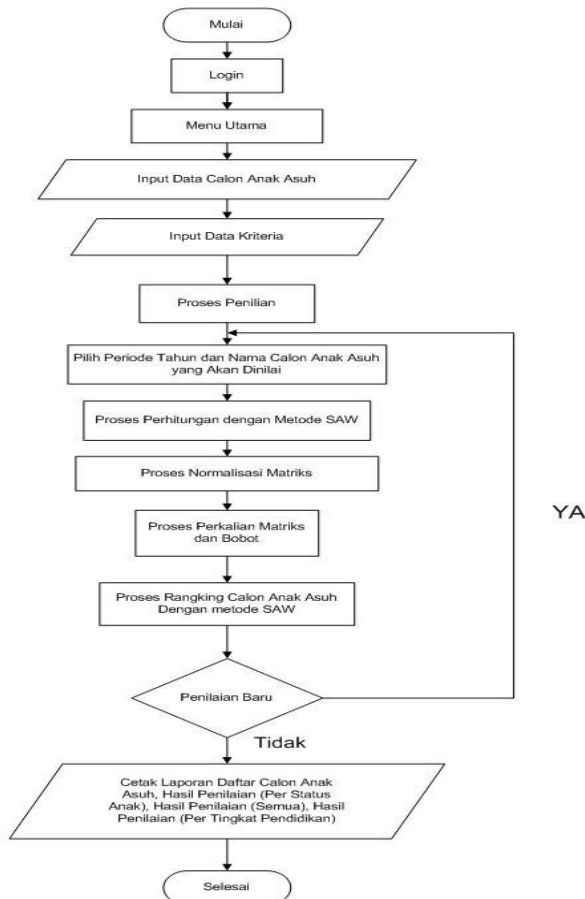 Mulai
Login
Menu Utama
Input Data Calon Anak Asuh
Input Data Kriteria
Proses Penilian
Pilih Periode Tahun dan Nama Calon Anak Asuh
yang Akan Dinilai
Proses Perhitungan dengan Metode SAW
Proses Normalisasi Matriks
YA
Proses Perkalian Matriks
dan Bobot
Proses Rangking Calon Anak Asuh
Dengan metode SAW
Penilaian Baru
Tidak
Cetak Laporan Daftar Calon Anak
Asuh, Hasil Penilaian (Per Status
Anak), Hasil Penilaian (Semua), Hasil
Penilaian (Per Tingkat Pendidikan)
Selesai